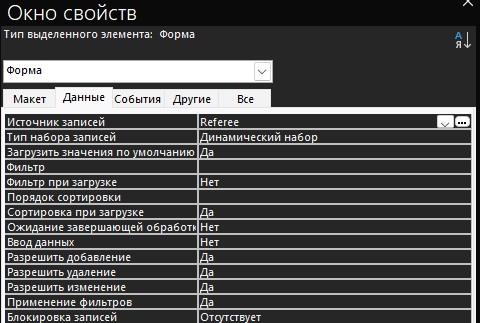 Окно свойств
Тип выделенного элемента: Форма
А
Я
Форма
Макет Данные События Другие Все
Источник записей Referee
Тип набора записей Динамический набор
Загрузить значения по умолчанию Да
Фильтр
Фильтр при загрузке Нет
Порядок сортировки
Сортировка при загрузке Да
Ожидание завершающей обработк Нет
Ввод данных Нет
Разрешить добавление Да
Разрешить удаление Да
Разрешить изменение Да
Применение фильтров Да
Блокировка записей Отсутствует